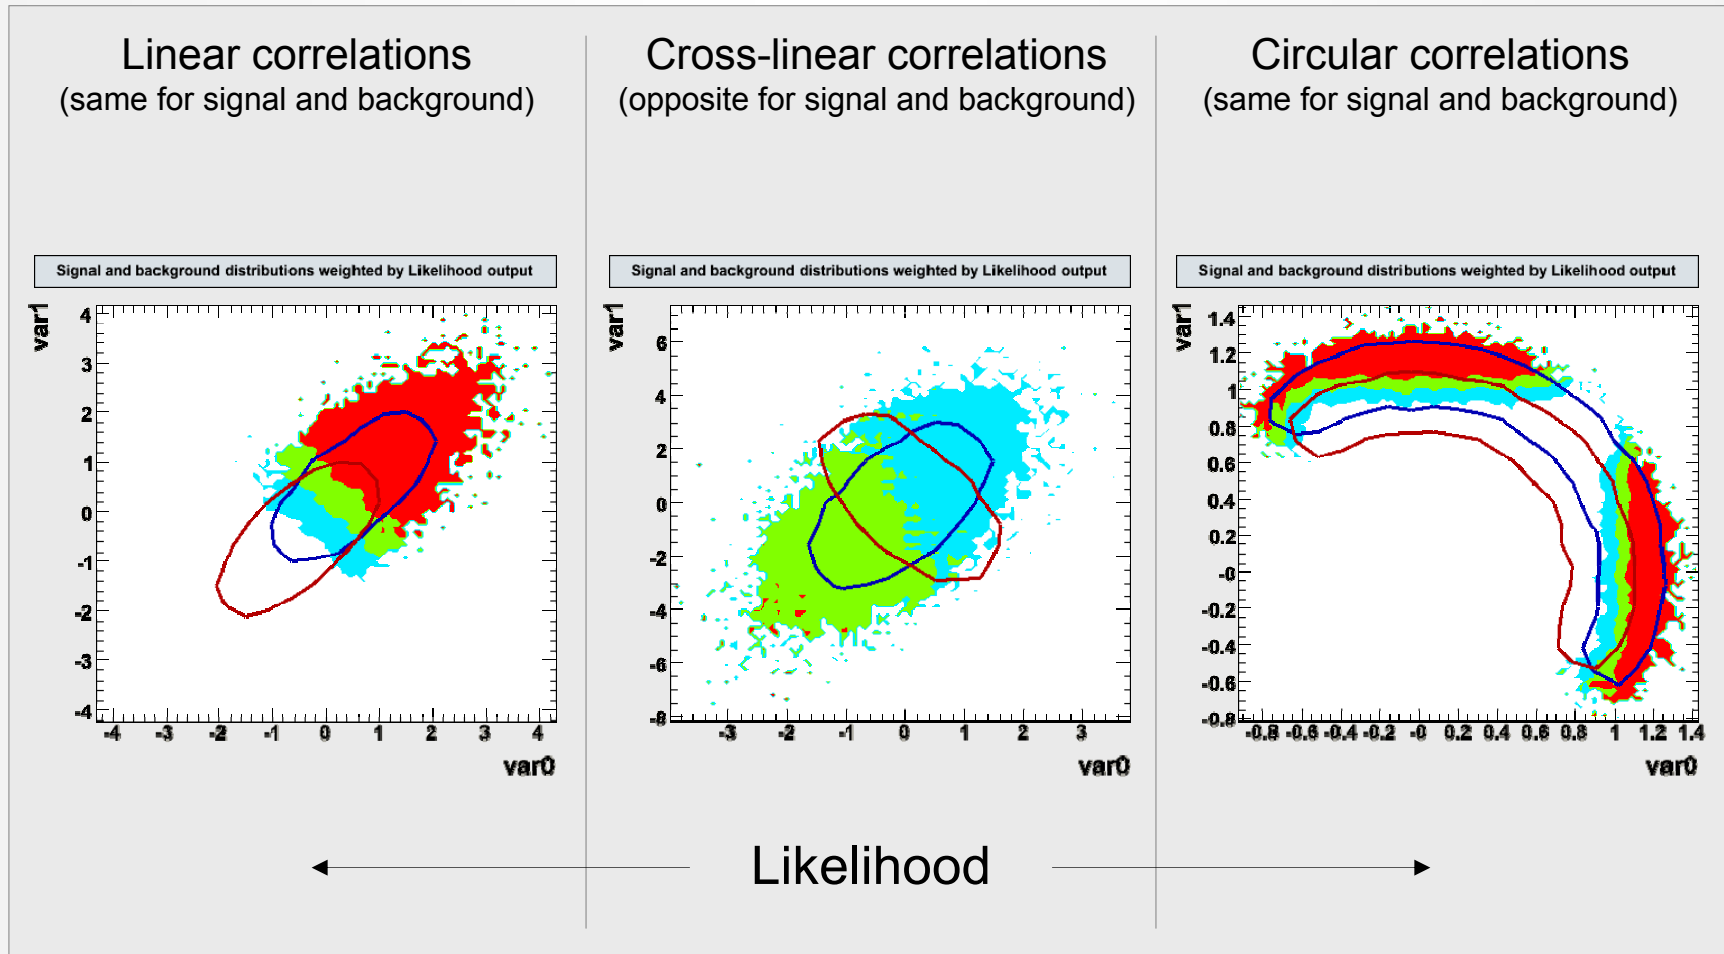 Linear correlations
(same for signal and background)
Cross-linear correlations
(opposite for signal and background)
Circular correlations
(same for signal and background)
Signal and background distributions weighted by Likelihood output
var1
4
3
2
1
0
-1
-2
-3
-4
-4 -3 -2 -1 0 1 2 3 4
var0
Signal and background distributions weighted by Likelihood output
var1
6
4
2
0
-2
-4
-6
-8
-3 -2 -1 0 1 2 3
var0
Signal and background distributions weighted by Likelihood output
var1
1.4
1.2
1
0.8
0.6
0.4
0.2
-0
-0.2
-0.4
-0.6
-0.8
-0.8 -0.6 -0.4 -0.2 -0 0.2 0.4 0.6 0.8 1 1.2 1.4
var0
Likelihood